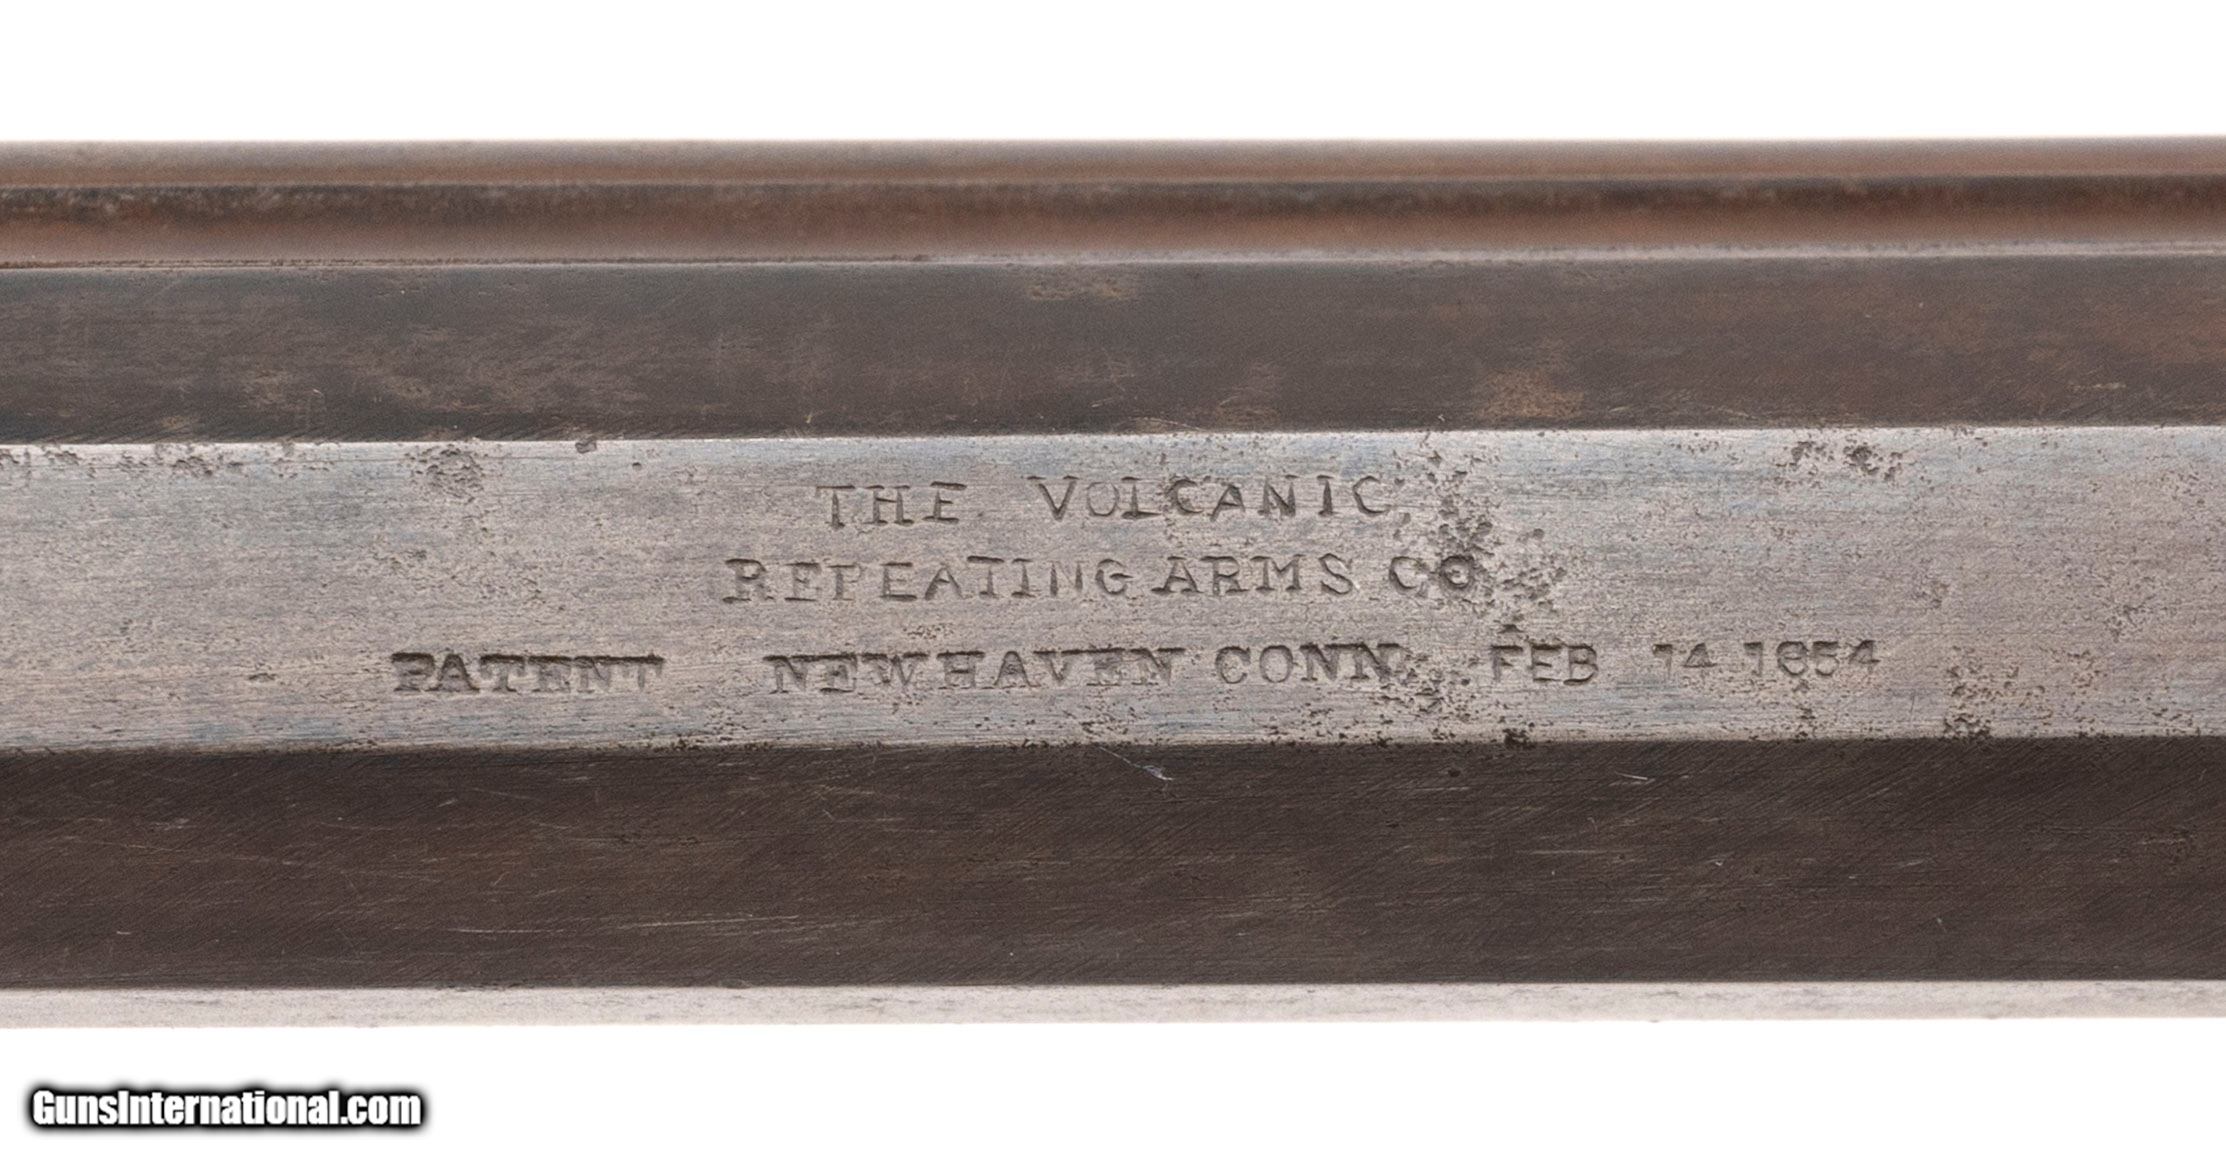 THE VOLCANIC
REPEATING ARMS CO
PATENT NEW HAVEN CONN. FEB 14 1854
GunsInternational.com